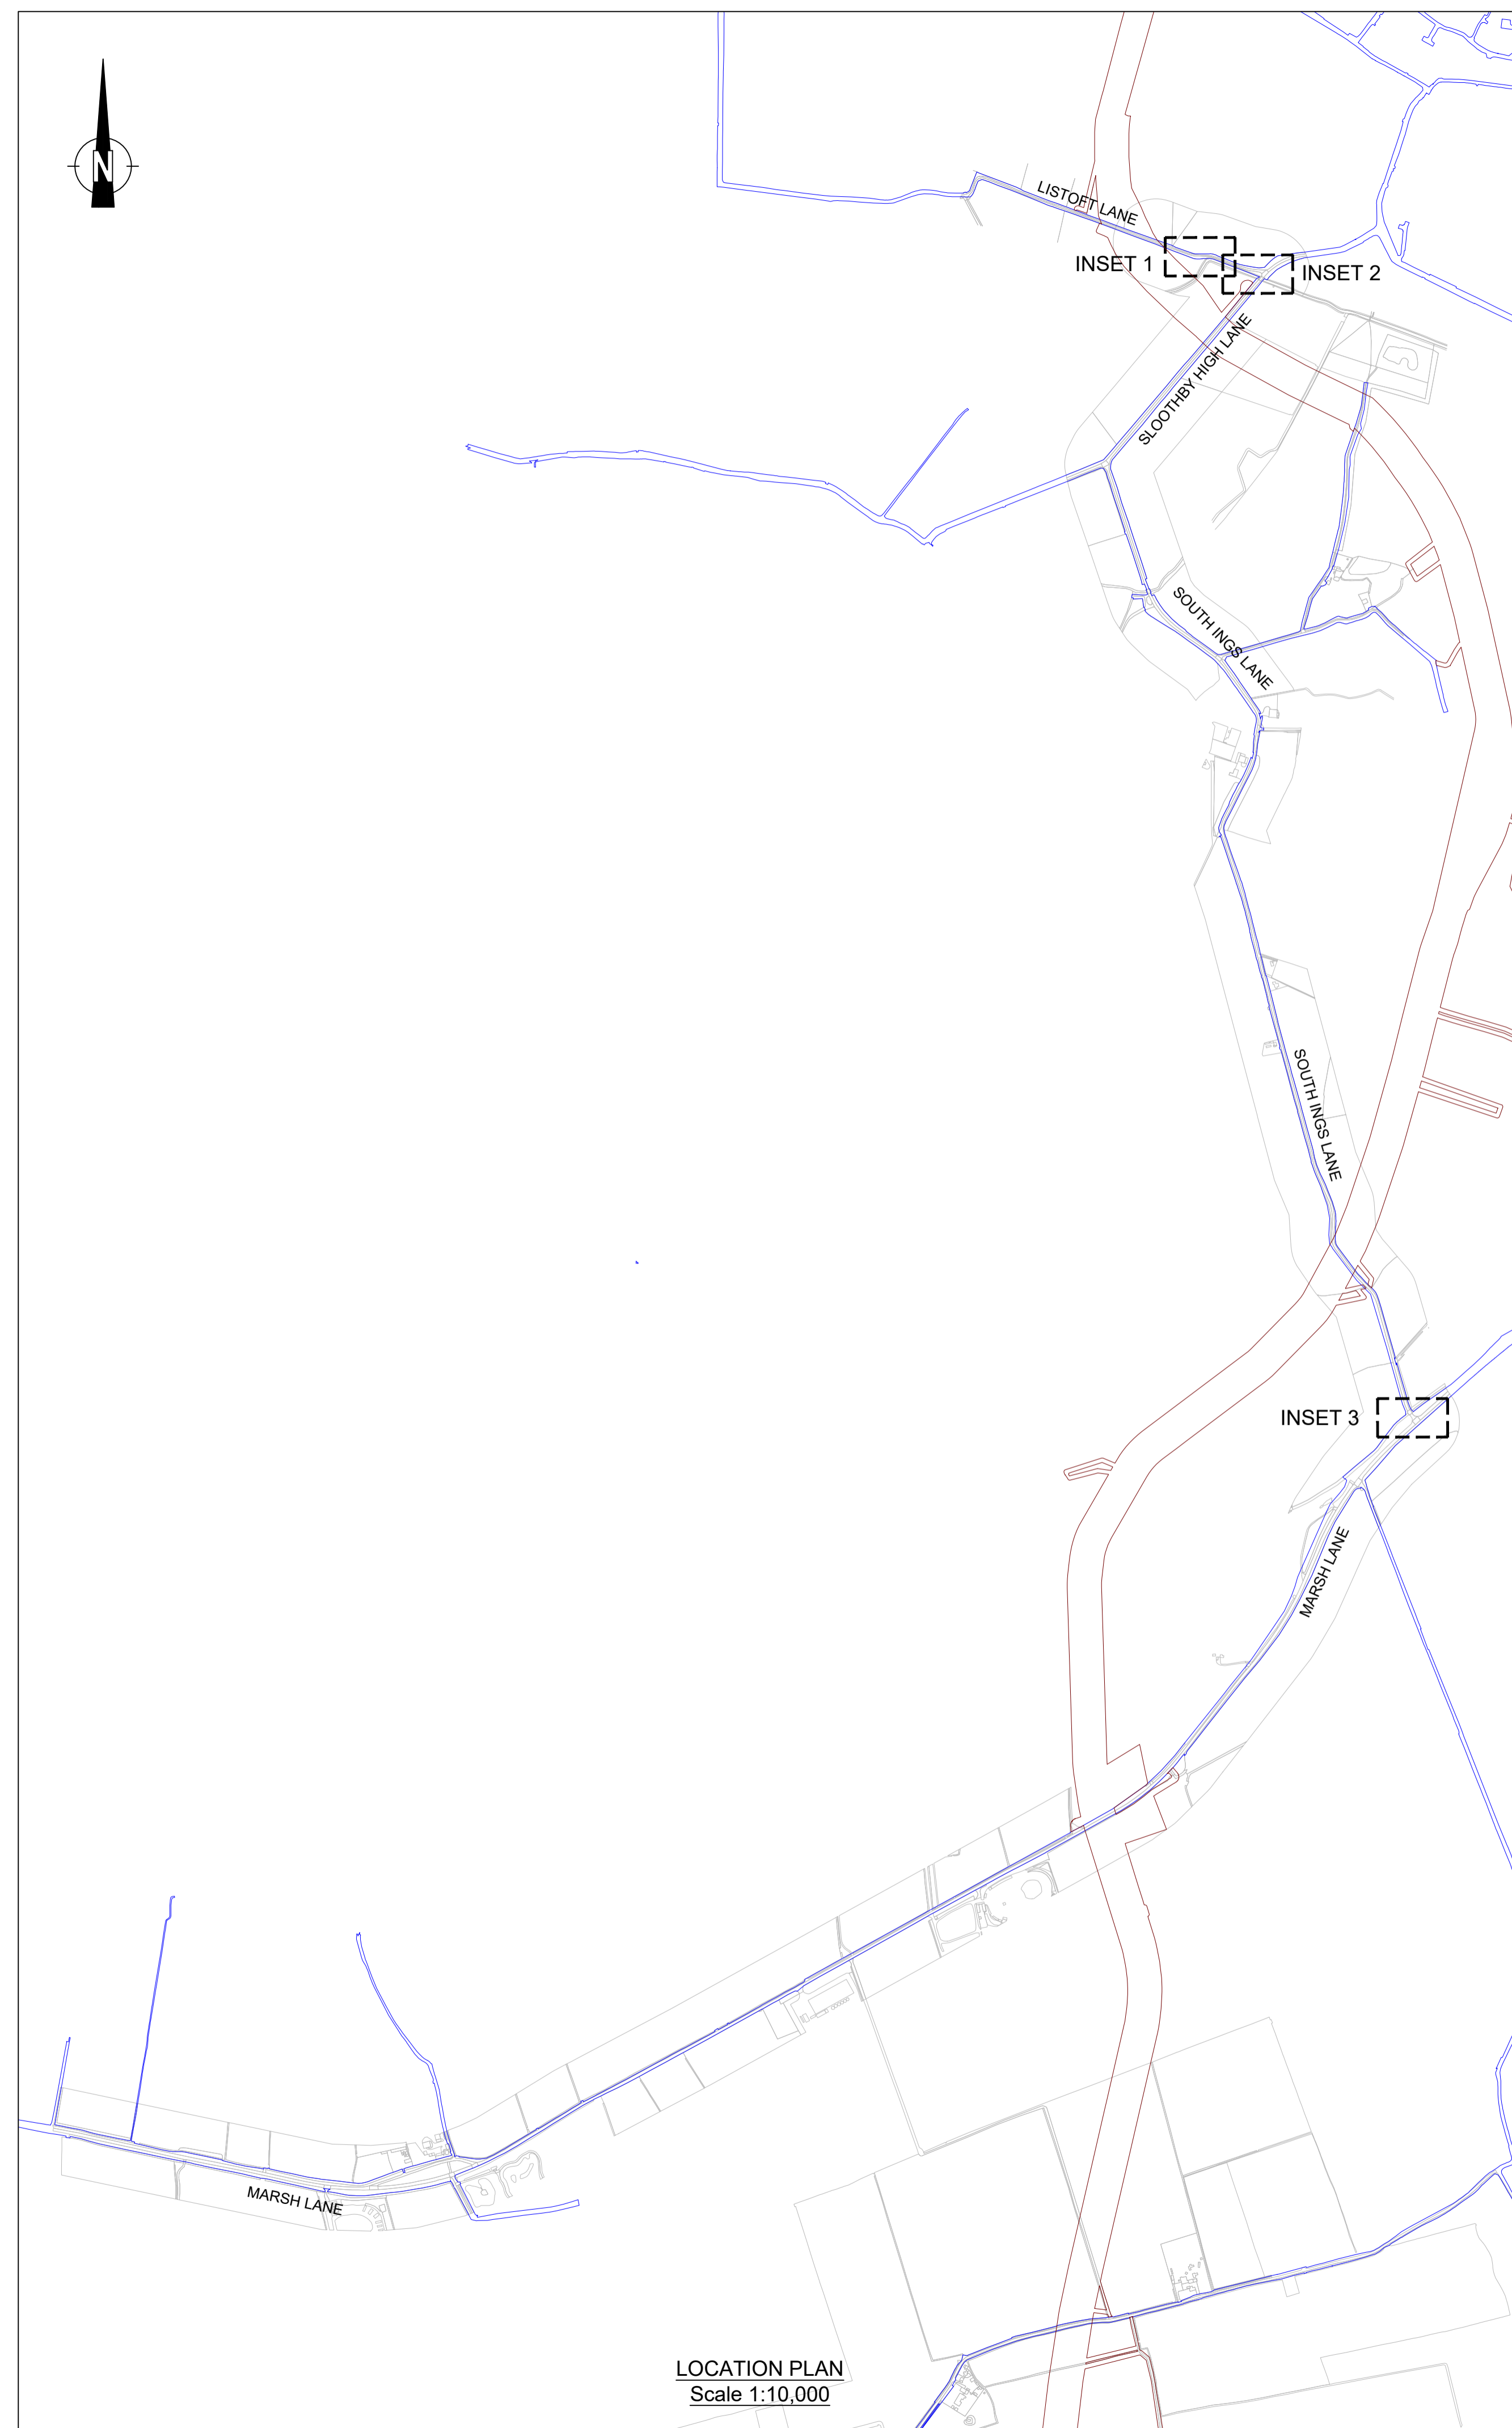 N
LISTOFT LANE
INSET 1
INSET 2
SLOOTHBY HIGH LANE
SOUTH INGS LANE
SOUTH INGS LANE
INSET 3
MARSH LANE
MARSH LANE
LOCATION PLAN
Scale 1:10,000